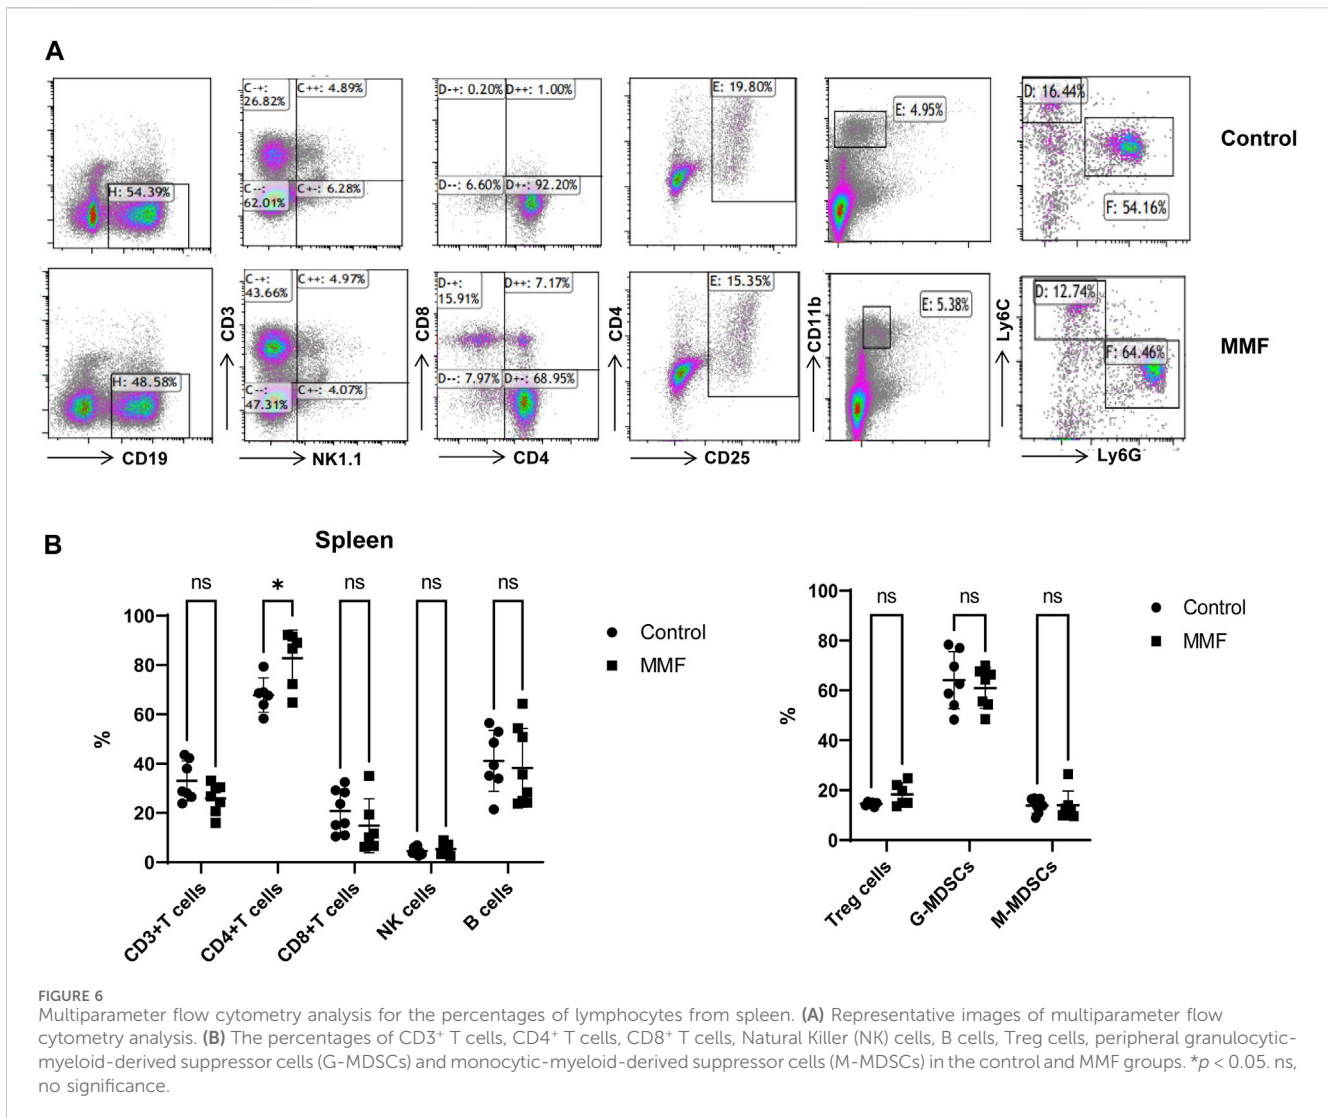 A
H: 54.39%
C-+: 26.82%
C++: 4.89%
C--: 62.01%
C+-: 6.28%
D-+: 0.20%
D++: 1.00%
D--: 6.60%
D+-: 92.20%
E: 19.80%
E: 4.95%
D: 16.44%
F: 54.16%
Control
H: 48.58%
C-+: 43.66%
C++: 4.97%
C--: 47.31%
C+-: 4.07%
D-+: 15.91%
D++: 7.17%
D--: 7.97%
D+-: 68.95%
E: 15.35%
E: 5.38%
D: 12.74%
F: 64.46%
MMF
CD3
CD8
CD4
CD11b
Ly6C
CD19
NK1.1
CD4
CD25
Ly6G
B
Spleen
ns
*
ns
ns
ns
100
80
60
40
20
0
%
CD3+T cells
CD4+T cells
CD8+T cells
NK cells
B cells
Control
MMF
ns
ns
ns
100
80
60
40
20
0
%
Treg cells
G-MDSCs
M-MDSCs
Control
MMF
FIGURE 6
Multiparameter flow cytometry analysis for the percentages of lymphocytes from spleen. (A) Representative images of multiparameter flow
cytometry analysis. (B) The percentages of CD3⁺ T cells, CD4⁺ T cells, CD8⁺ T cells, Natural Killer (NK) cells, B cells, Treg cells, peripheral granulocytic-
myeloid-derived suppressor cells (G-MDSCs) and monocytic-myeloid-derived suppressor cells (M-MDSCs) in the control and MMF groups. *p < 0.05. ns,
no significance.